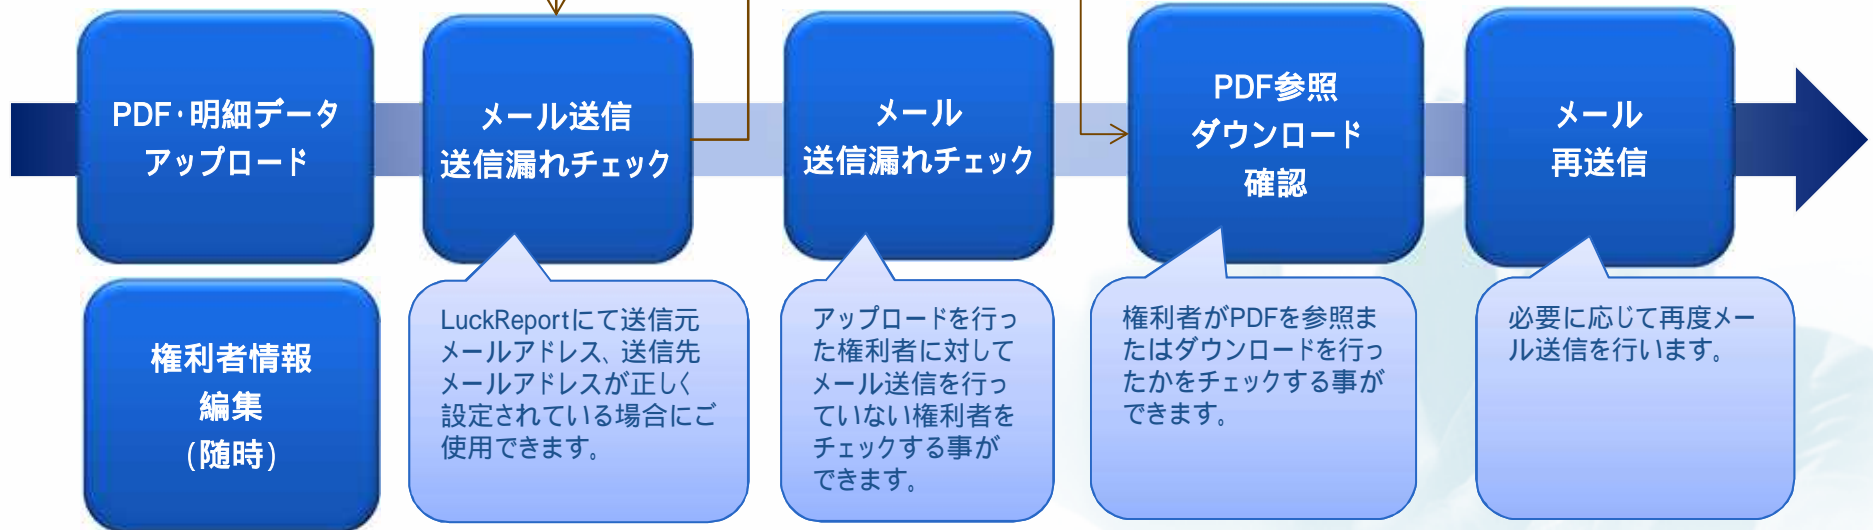 PDF・明細データ
アップロード
メール送信
送信漏れチェック
メール
送信漏れチェック
PDF参照
ダウンロード
確認
メール
再送信
権利者情報
編集
(随時)
LuckReportにて送信元
メールアドレス、送信先
メールアドレスが正しく
設定されている場合にご
使用できます。
アップロードを行っ
た権利者に対して
メール送信を行っ
ていない権利者を
チェックする事が
できます。
権利者がPDFを参照ま
たはダウンロードを行っ
たかをチェックする事が
できます。
必要に応じて再度メー
ル送信を行います。